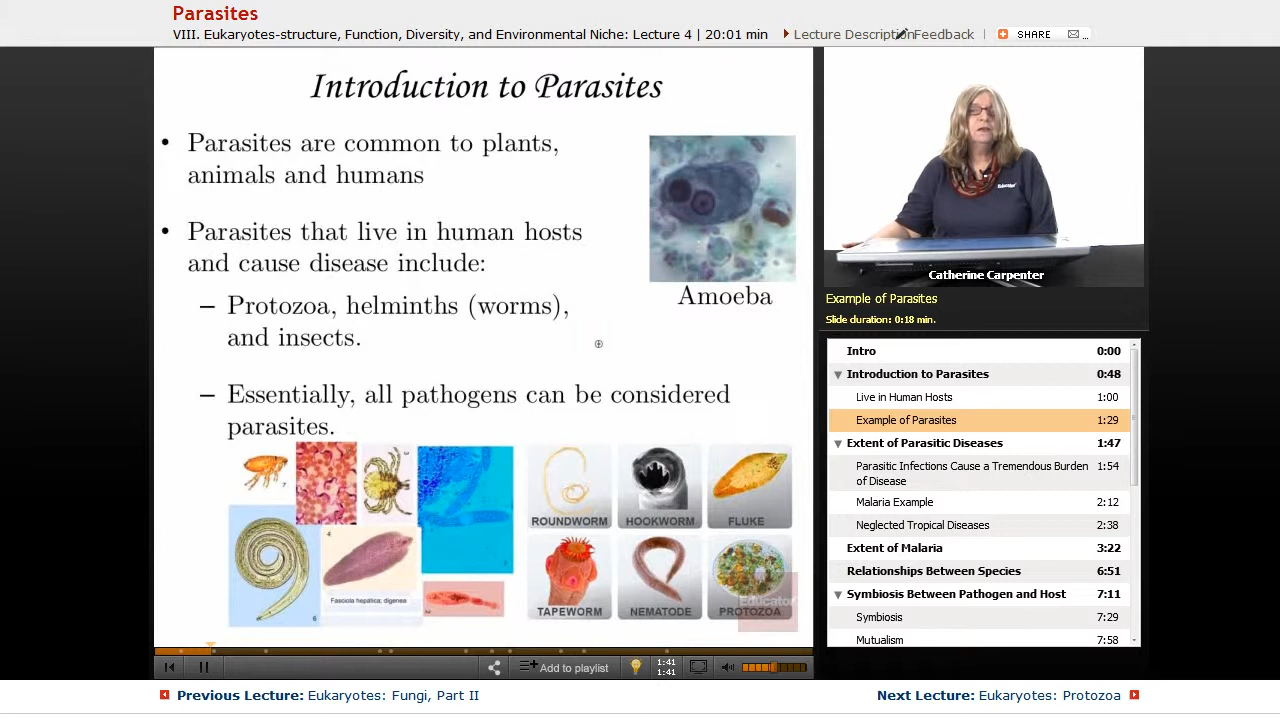 Parasites
VIII. Eukaryotes-structure, Function, Diversity, and Environmental Niche: Lecture 4 | 20:01 min
Lecture Description
Feedback
SHARE
Introduction to Parasites
• Parasites are common to plants,
animals and humans
• Parasites that live in human hosts
and cause disease include:
– Protozoa, helminths (worms),
and insects.
– Essentially, all pathogens can be considered
parasites.
Amoeba
7
3
4
Fasciola hepatica; digenea
6
2
ROUNDWORM
HOOKWORM
FLUKE
TAPEWORM
NEMATODE
PROTOZOA
Educator
Educator
Catherine Carpenter
Example of Parasites
Slide duration: 0:18 min.
Intro 0:00
Introduction to Parasites 0:48
Live in Human Hosts 1:00
Example of Parasites 1:29
Extent of Parasitic Diseases 1:47
Parasitic Infections Cause a Tremendous Burden 1:54
of Disease
Malaria Example 2:12
Neglected Tropical Diseases 2:38
Extent of Malaria 3:22
Relationships Between Species 6:51
Symbiosis Between Pathogen and Host 7:11
Symbiosis 7:29
Mutualism 7:58
Add to playlist
1:41
1:41
Previous Lecture: Eukaryotes: Fungi, Part II
Next Lecture: Eukaryotes: Protozoa